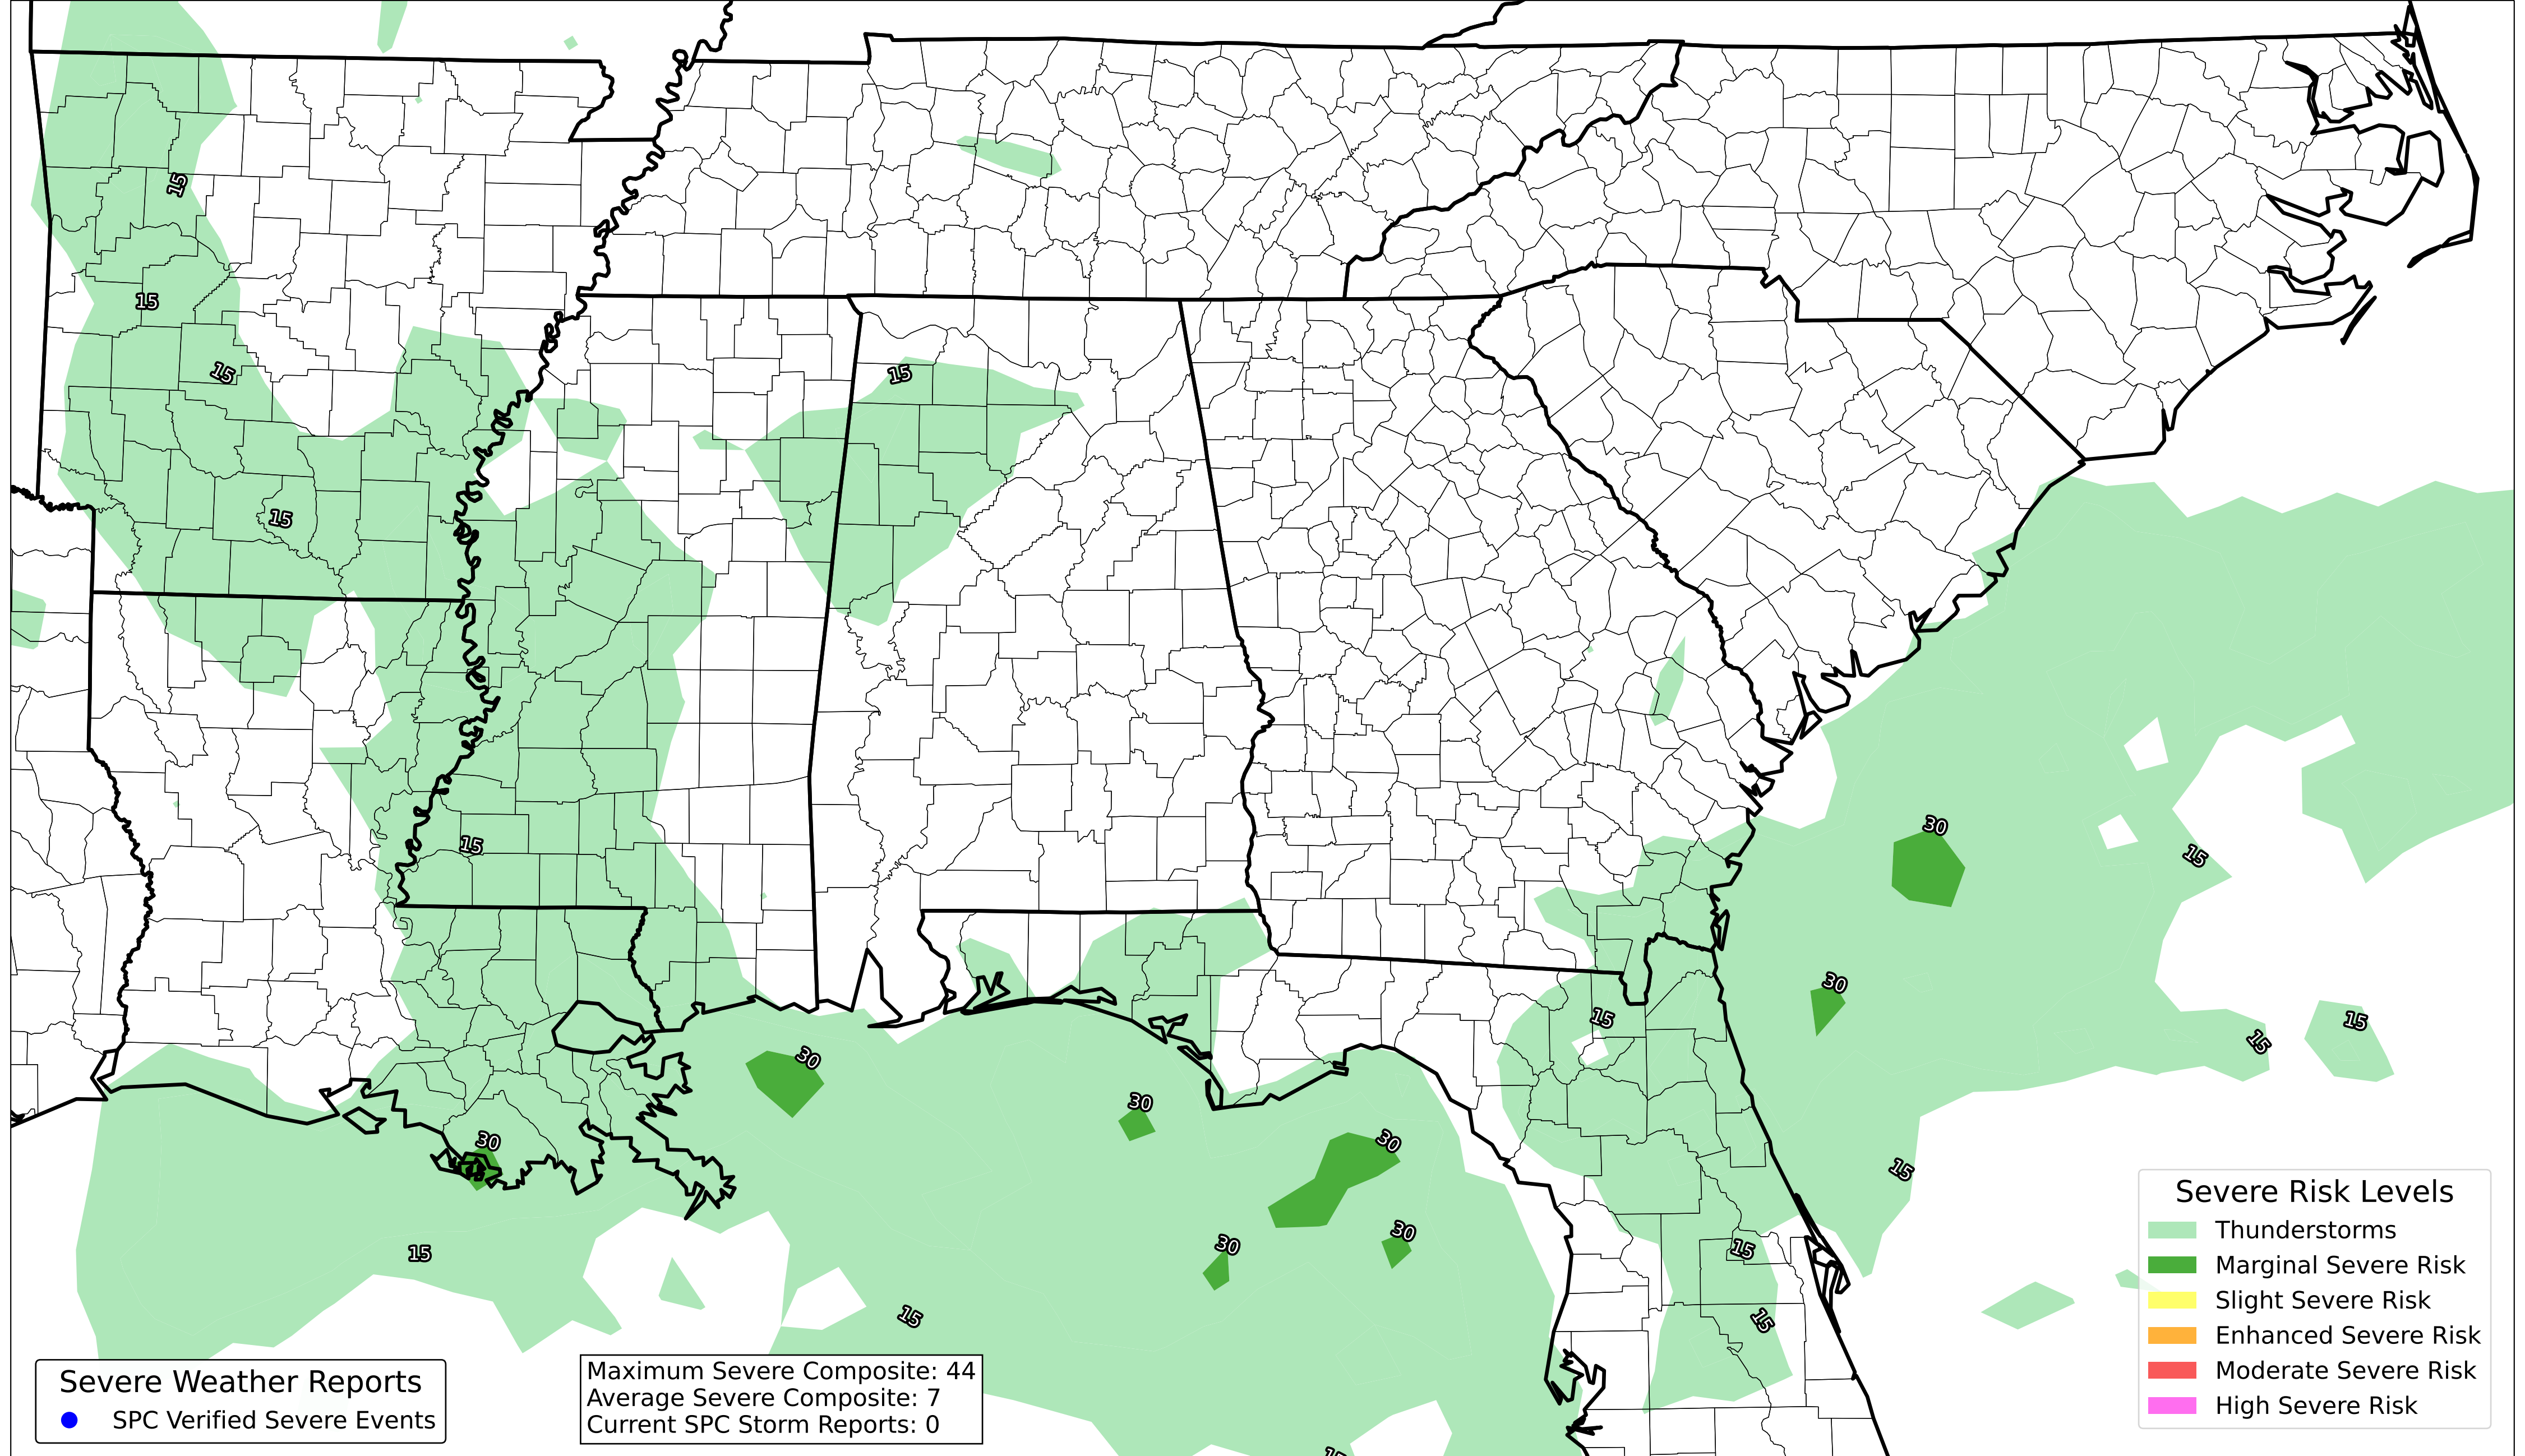 15
15
15
15
15
15
30
15
30
15
15
15
30
30
30
30
15
30
30
15
15
15
15
Severe Risk Levels
Thunderstorms
Marginal Severe Risk
Slight Severe Risk
Enhanced Severe Risk
Moderate Severe Risk
High Severe Risk
Severe Weather Reports
SPC Verified Severe Events
Maximum Severe Composite: 44
Average Severe Composite: 7
Current SPC Storm Reports: 0